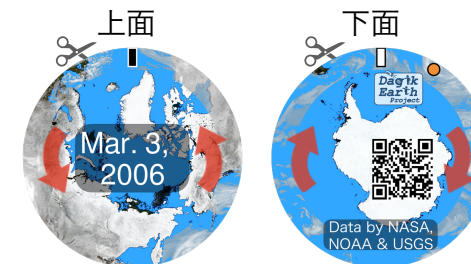 上面
下面
Mar. 3,
2006
Dagik
Earth
Project
Data by NASA,
NOAA & USGS